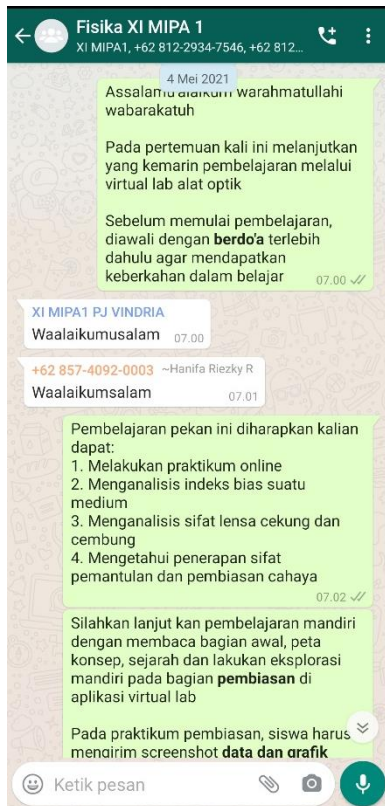 Fisika XI MIPA 1
XI MIPA1, +62 812-2934-7546, +62 812...
4 Mei 2021
Assalamu'alaikum warahmatullahi
wabarakatuh
Pada pertemuan kali ini melanjutkan
yang kemarin pembelajaran melalui
virtual lab alat optik
Sebelum memulai pembelajaran,
diawali dengan berdo'a terlebih
dahulu agar mendapatkan
keberkahan dalam belajar 07.00
XI MIPA1 PJ VINDRIA
Waalaikumusalam 07.00
+62 857-4092-0003 ~Hanifa Riezky R
Waalaikumsalam 07.01
Pembelajaran pekan ini diharapkan kalian
dapat:
1. Melakukan praktikum online
2. Menganalisis indeks bias suatu
medium
3. Menganalisis sifat lensa cekung dan
cembung
4. Mengetahui penerapan sifat
pemantulan dan pembiasan cahaya
07.02
Silahkan lanjut kan pembelajaran mandiri
dengan membaca bagian awal, peta
konsep, sejarah dan lakukan eksplorasi
mandiri pada bagian pembiasan di
aplikasi virtual lab
Pada praktikum pembiasan, siswa harus
mengirim screenshot data dan grafik
Ketik pesan